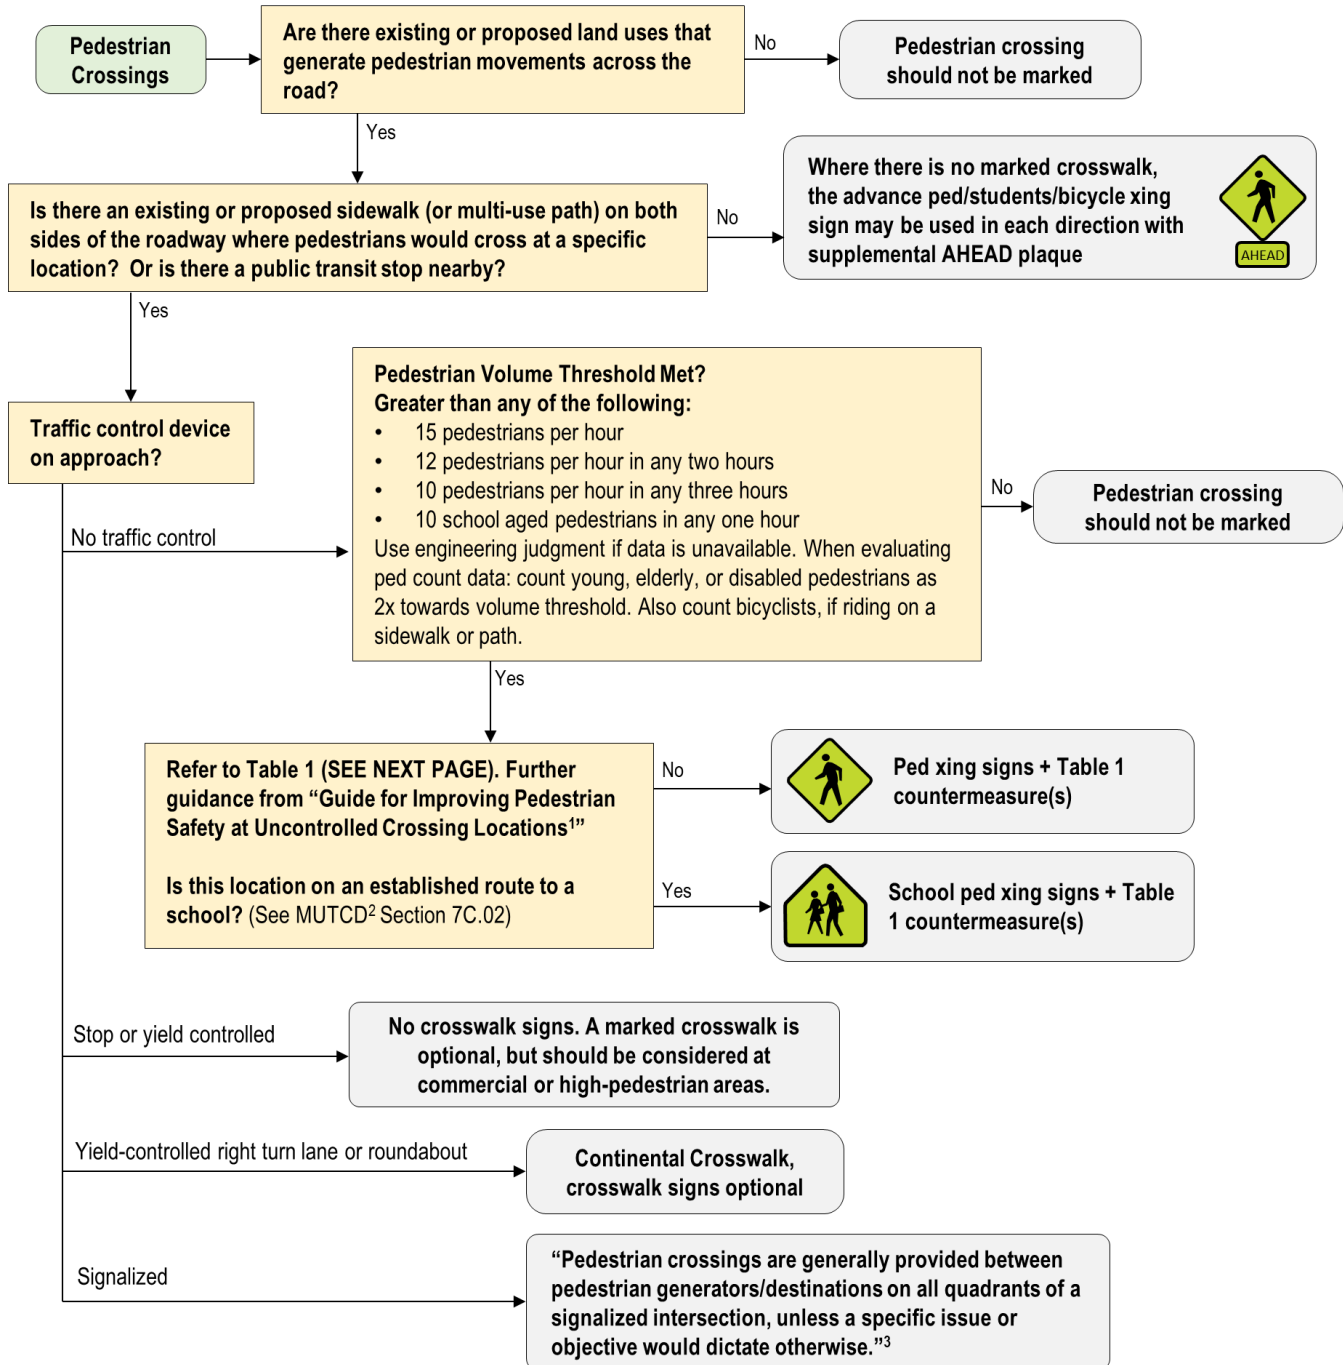 Pedestrian
Crossings
Are there existing or proposed land uses that
generate pedestrian movements across the
road?
No
Pedestrian crossing
should not be marked
Yes
Is there an existing or proposed sidewalk (or multi-use path) on both
sides of the roadway where pedestrians would cross at a specific
location?  Or is there a public transit stop nearby?
No
Where there is no marked crosswalk,
the advance ped/students/bicycle xing
sign may be used in each direction with
supplemental AHEAD plaque
AHEAD
Yes
Traffic control device
on approach?
No traffic control
Pedestrian Volume Threshold Met?
Greater than any of the following:
• 15 pedestrians per hour
• 12 pedestrians per hour in any two hours
• 10 pedestrians per hour in any three hours
• 10 school aged pedestrians in any one hour
Use engineering judgment if data is unavailable. When evaluating
ped count data: count young, elderly, or disabled pedestrians as
2x towards volume threshold. Also count bicyclists, if riding on a
sidewalk or path.
No
Pedestrian crossing
should not be marked
Yes
Refer to Table 1 (SEE NEXT PAGE). Further
guidance from “Guide for Improving Pedestrian
Safety at Uncontrolled Crossing Locations¹”
Is this location on an established route to a
school? (See MUTCD² Section 7C.02)
No
Ped xing signs + Table 1
countermeasure(s)
Yes
School ped xing signs + Table
1 countermeasure(s)
Stop or yield controlled
No crosswalk signs. A marked crosswalk is
optional, but should be considered at
commercial or high-pedestrian areas.
Yield-controlled right turn lane or roundabout
Continental Crosswalk,
crosswalk signs optional
Signalized
“Pedestrian crossings are generally provided between
pedestrian generators/destinations on all quadrants of a
signalized intersection, unless a specific issue or
objective would dictate otherwise.”³